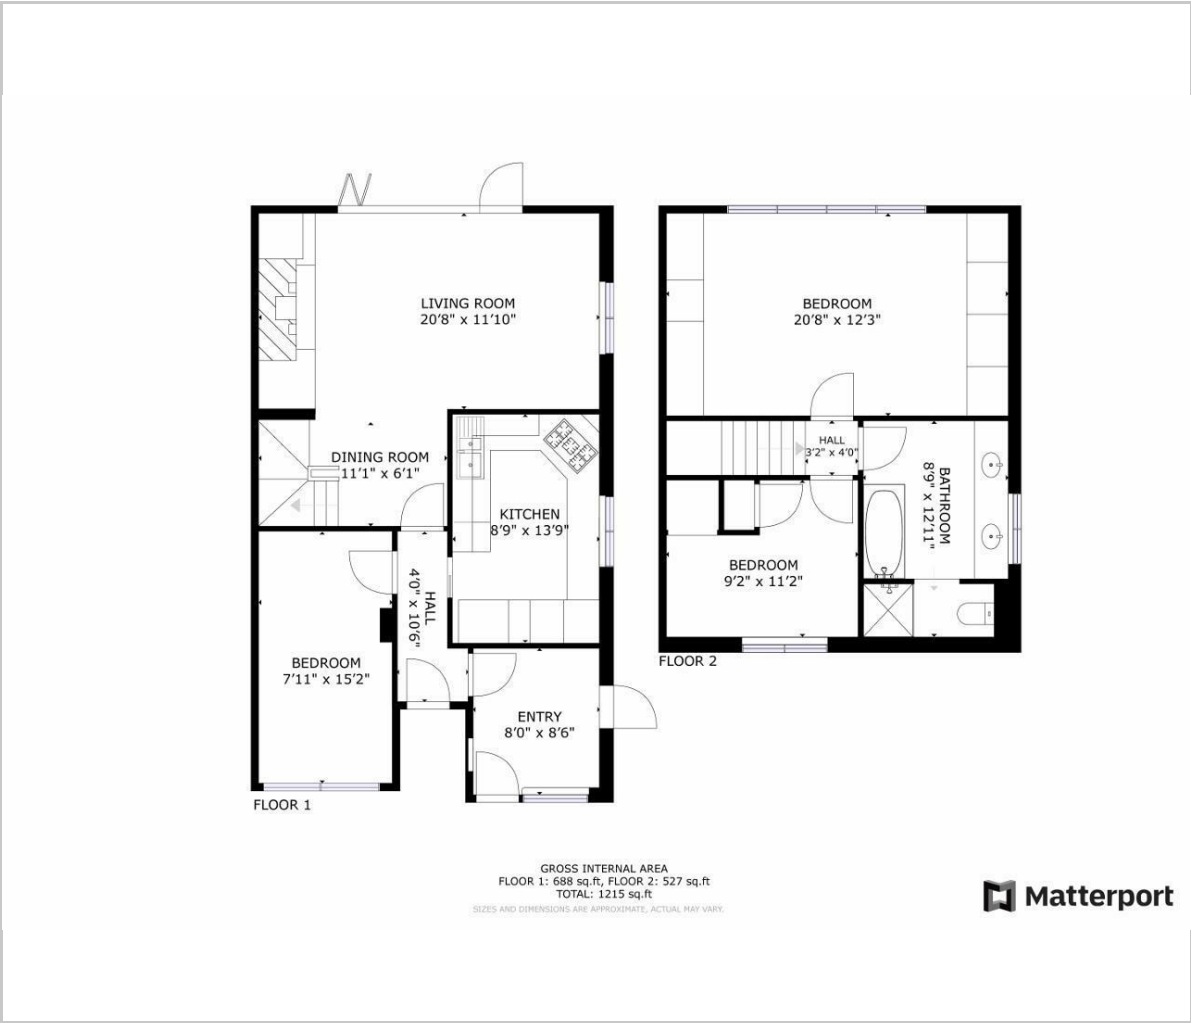 LIVING ROOM
20'8" x 11'10"
DINING ROOM
11'1" x 6'1"
KITCHEN
8'9" x 13'9"
HALL
4'0" x 10'6"
BEDROOM
7'11" x 15'2"
ENTRY
8'0" x 8'6"
FLOOR 1
BEDROOM
20'8" x 12'3"
HALL
3'2" x 4'0"
BATHROOM
8'9" x 12'11"
BEDROOM
9'2" x 11'2"
FLOOR 2
GROSS INTERNAL AREA
FLOOR 1: 688 sq.ft, FLOOR 2: 527 sq.ft
TOTAL: 1215 sq.ft
SIZES AND DIMENSIONS ARE APPROXIMATE, ACTUAL MAY VARY.
Matterport